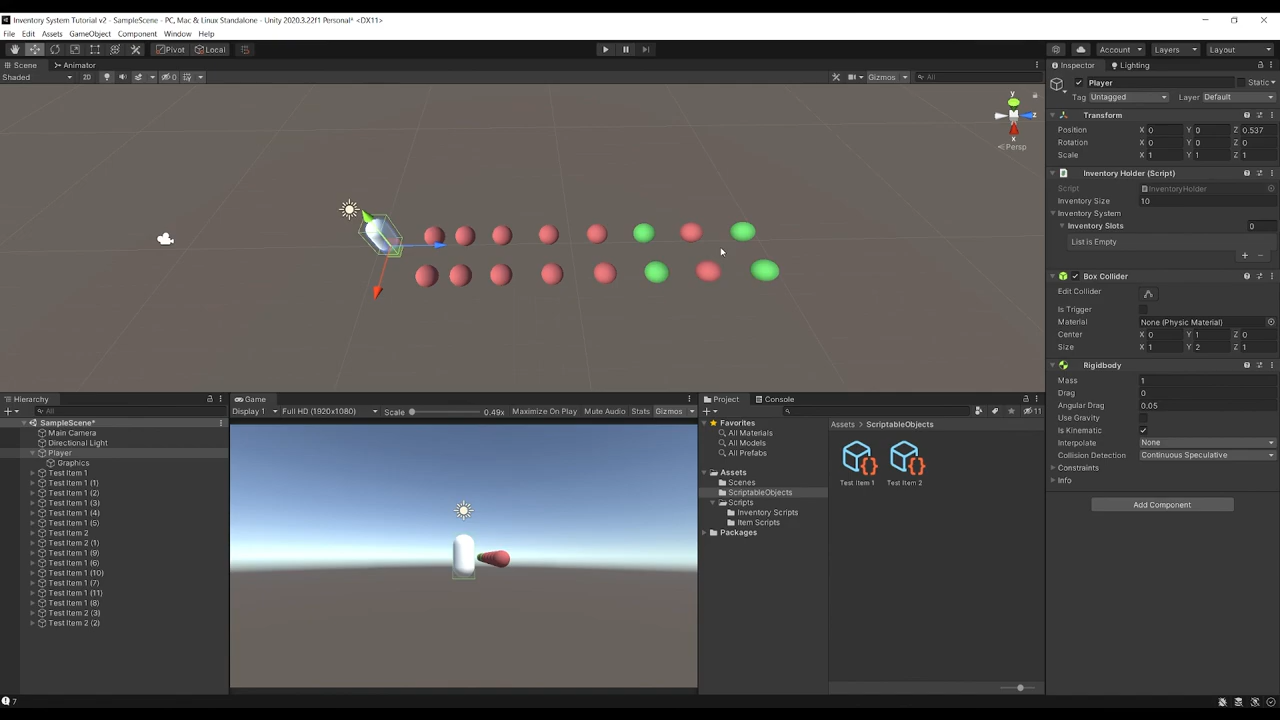 Inventory System Tutorial v2 - SampleScene - PC, Mac & Linux Standalone - Unity 2020.3.22f1 Personal* <DX11>
File Edit Assets GameObject Component Window Help
Pivot Local Account Layers Layout
Scene Animator
Shaded 2D 0 Gizmos All
y
z
x
Persp
Inspector Lighting
Player Static
Tag Untagged Layer Default
Transform
Position X 0 Y 0 Z 0.537
Rotation X 0 Y 0 Z 0
Scale X 1 Y 1 Z 1
Inventory Holder (Script)
Script InventoryHolder
Inventory Size 10
Inventory System
Inventory Slots 0
List is Empty
Box Collider
Edit Collider
Is Trigger
Material None (Physic Material)
Center X 0 Y 1 Z 0
Size X 1 Y 2 Z 1
Rigidbody
Mass 1
Drag 0
Angular Drag 0.05
Use Gravity
Is Kinematic
Interpolate None
Collision Detection Continuous Speculative
Constraints
Info
Add Component
Hierarchy
All
SampleScene*
Main Camera
Directional Light
Player
Graphics
Test Item 1
Test Item 1 (1)
Test Item 1 (2)
Test Item 1 (3)
Test Item 1 (4)
Test Item 1 (5)
Test Item 2
Test Item 2 (1)
Test Item 1 (9)
Test Item 1 (6)
Test Item 1 (10)
Test Item 1 (7)
Test Item 1 (11)
Test Item 1 (8)
Test Item 2 (3)
Test Item 2 (2)
Game
Display 1 Full HD (1920x1080) Scale 0.49x Maximize On Play Mute Audio Stats Gizmos
Project Console
11
Favorites
All Materials
All Models
All Prefabs
Assets
Scenes
ScriptableObjects
Scripts
Inventory Scripts
Item Scripts
Packages
Assets ScriptableObjects
Test Item 1 Test Item 2
7